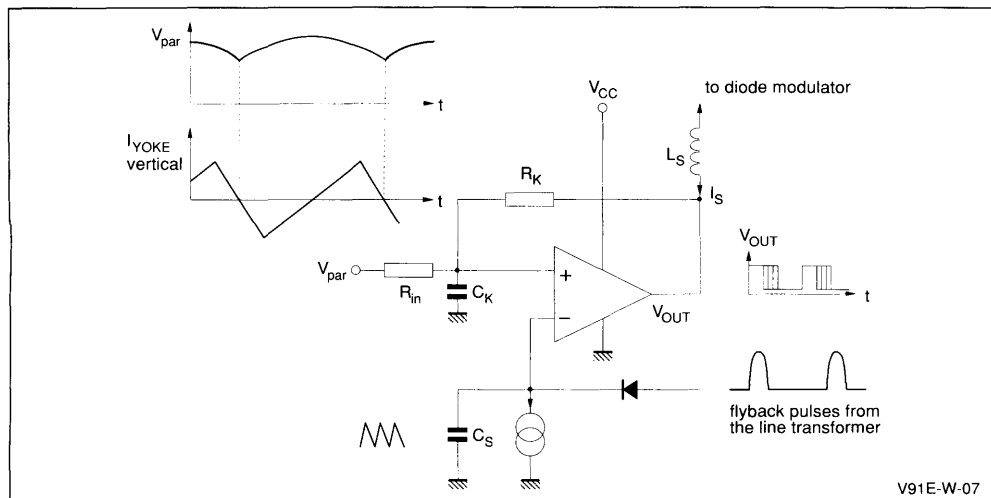 V_par
t
I_YOKE
vertical
t
V_CC
to diode modulator
L_S
I_S
R_K
V_par
R_in
C_K
+
−
V_OUT
V_OUT
t
C_S
flyback pulses from
the line transformer
V91E-W-07